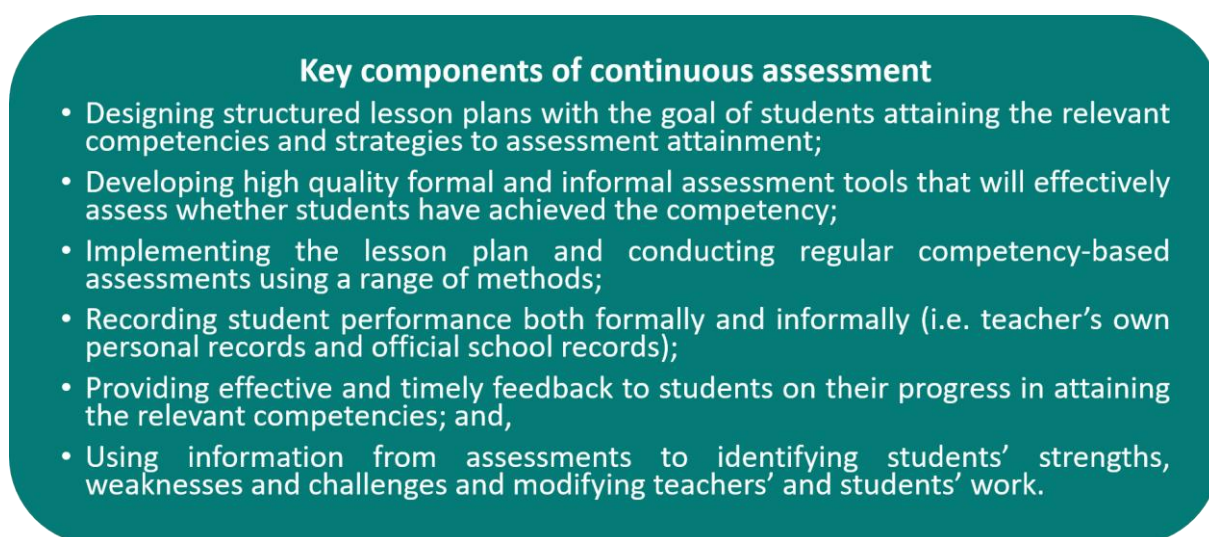 Key components of continuous assessment
• Designing structured lesson plans with the goal of students attaining the relevant
competencies and strategies to assessment attainment;
• Developing high quality formal and informal assessment tools that will effectively
assess whether students have achieved the competency;
• Implementing the lesson plan and conducting regular competency-based
assessments using a range of methods;
• Recording student performance both formally and informally (i.e. teacher’s own
personal records and official school records);
• Providing effective and timely feedback to students on their progress in attaining
the relevant competencies; and,
• Using information from assessments to identifying students’ strengths,
weaknesses and challenges and modifying teachers’ and students’ work.